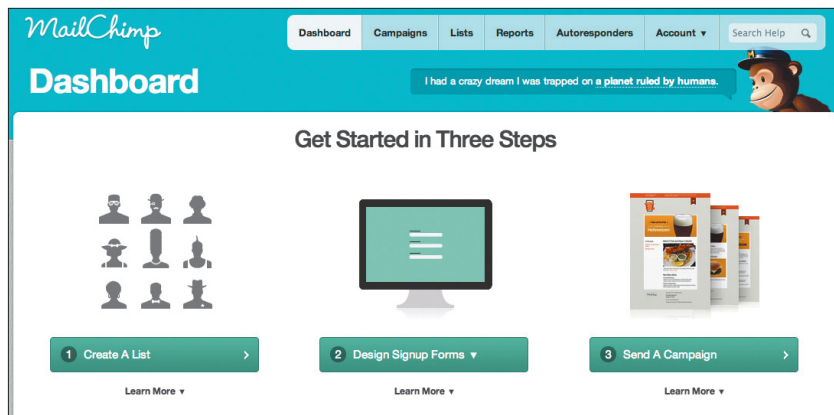 MailChimp
Dashboard Campaigns Lists Reports Autoresponders Account ▾ Search Help
Dashboard
I had a crazy dream I was trapped on a planet ruled by humans.
Get Started in Three Steps
1 Create A List >
2 Design Signup Forms ▾
3 Send A Campaign >
Learn More ▾
Learn More ▾
Learn More ▾